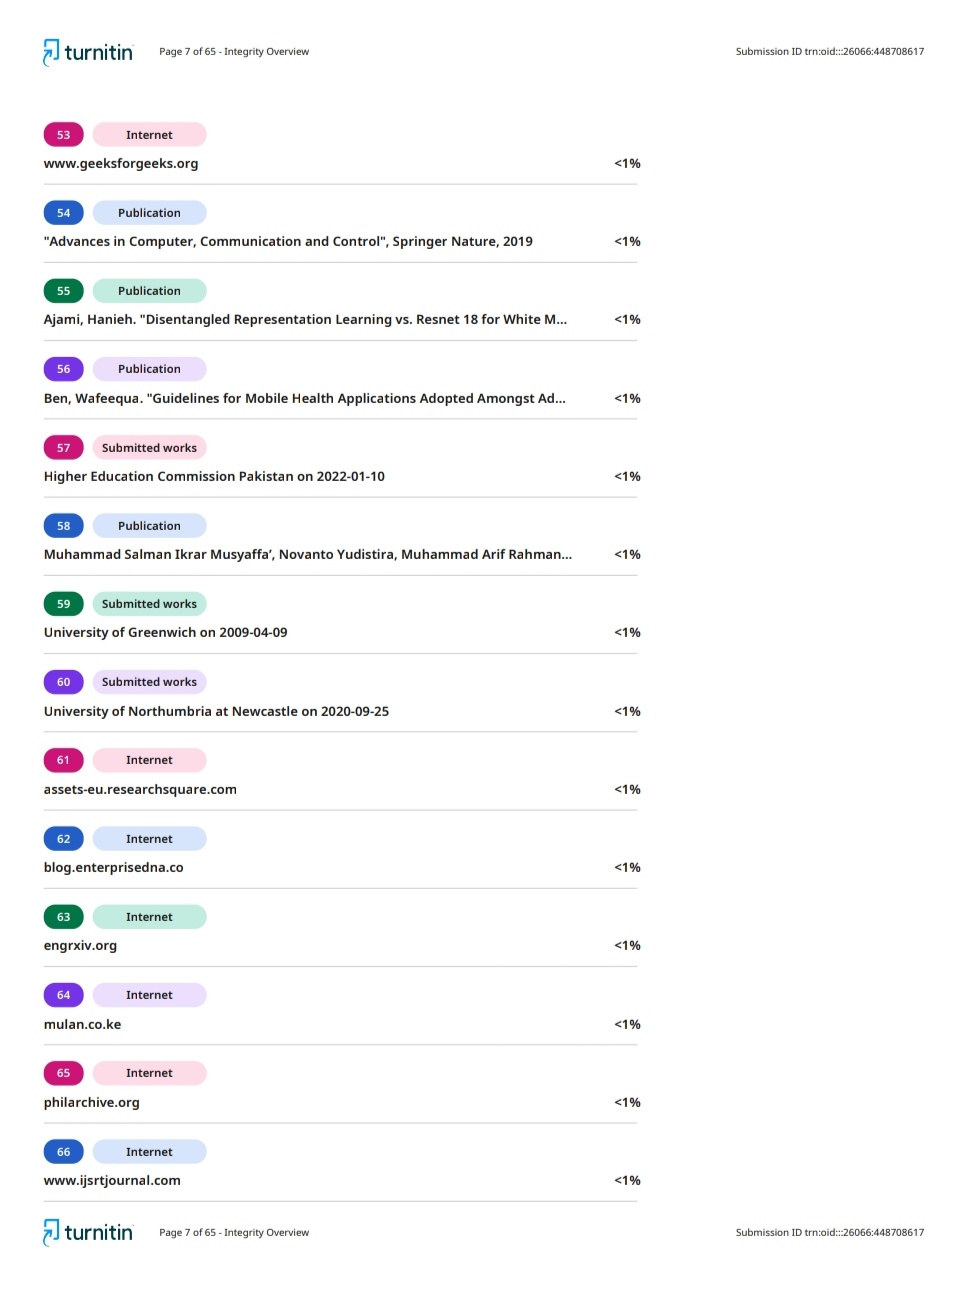 turnitin Page 7 of 65 - Integrity Overview Submission ID trn:oid:::26066:448708617
53 Internet
www.geeksforgeeks.org <1%
54 Publication
"Advances in Computer, Communication and Control", Springer Nature, 2019 <1%
55 Publication
Ajami, Hanieh. "Disentangled Representation Learning vs. Resnet 18 for White M... <1%
56 Publication
Ben, Wafeequa. "Guidelines for Mobile Health Applications Adopted Amongst Ad... <1%
57 Submitted works
Higher Education Commission Pakistan on 2022-01-10 <1%
58 Publication
Muhammad Salman Ikrar Musyaffa’, Novanto Yudistira, Muhammad Arif Rahman... <1%
59 Submitted works
University of Greenwich on 2009-04-09 <1%
60 Submitted works
University of Northumbria at Newcastle on 2020-09-25 <1%
61 Internet
assets-eu.researchsquare.com <1%
62 Internet
blog.enterprisedna.co <1%
63 Internet
engrxiv.org <1%
64 Internet
mulan.co.ke <1%
65 Internet
philarchive.org <1%
66 Internet
www.ijsrtjournal.com <1%
turnitin Page 7 of 65 - Integrity Overview Submission ID trn:oid:::26066:448708617